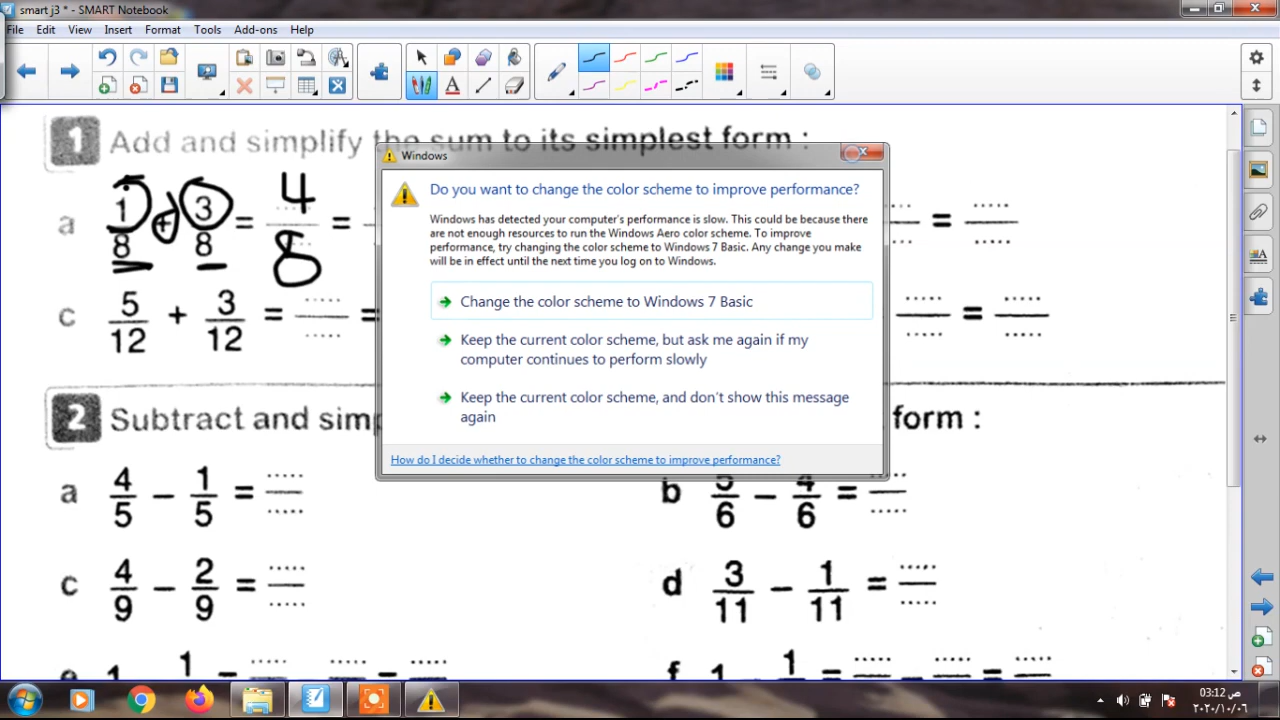 smart j3 * - SMART Notebook
File Edit View Insert Format Tools Add-ons Help
1 Add and simplify the sum to its simplest form :
a 1/8 + 3/8 = 4/8 =
..... = .....
c 5/12 + 3/12 = ..... =
..... = .....
Windows
Do you want to change the color scheme to improve performance?
Windows has detected your computer's performance is slow. This could be because there
are not enough resources to run the Windows Aero color scheme. To improve
performance, try changing the color scheme to Windows 7 Basic. Any change you make
will be in effect until the next time you log on to Windows.
Change the color scheme to Windows 7 Basic
Keep the current color scheme, but ask me again if my
computer continues to perform slowly
Keep the current color scheme, and don't show this message
again
How do I decide whether to change the color scheme to improve performance?
2 Subtract and form :
a 4/5 − 1/5 = .....
b /6 − 4/6 = .....
c 4/9 − 2/9 = .....
d 3/11 − 1/11 = .....
e 1 − 1 = ..... = .....
f 1 − 1 = ..... = .....
03:12 ص
٢٠٢٠/١٠/٠٦